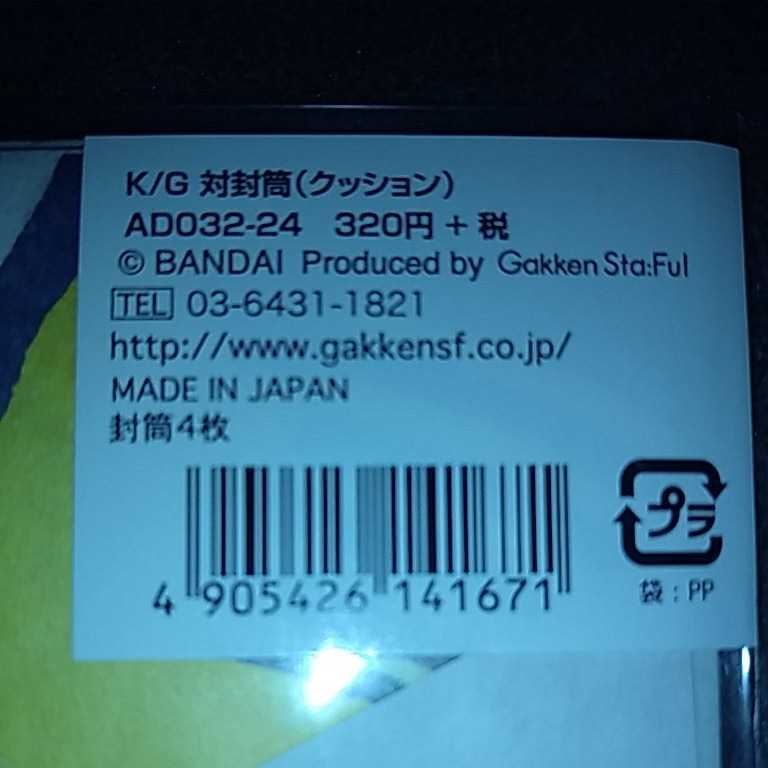 K/G 対封筒(クッション)
AD032-24 320円+税
© BANDAI Produced by Gakken Sta:Ful
TEL 03-6431-1821
http://www.gakkensf.co.jp/
MADE IN JAPAN
封筒4枚
プラ
袋:PP
4 905426 141671